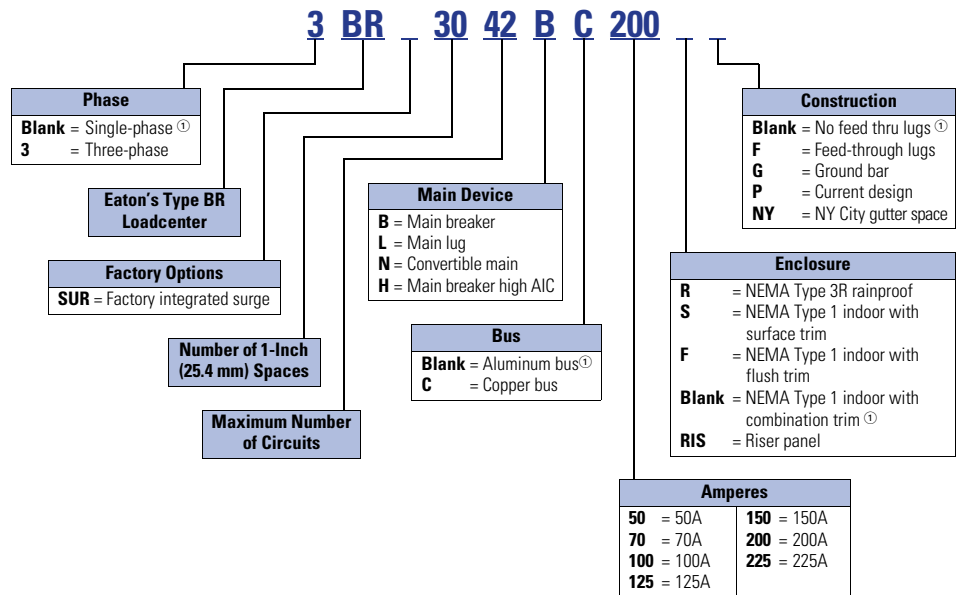 3 BR _ 30 42 B C 200 _ _
Phase
Blank = Single-phase ①
3 = Three-phase
Eaton's Type BR
Loadcenter
Factory Options
SUR = Factory integrated surge
Number of 1-Inch
(25.4 mm) Spaces
Maximum Number
of Circuits
Main Device
B = Main breaker
L = Main lug
N = Convertible main
H = Main breaker high AIC
Bus
Blank = Aluminum bus①
C = Copper bus
Construction
Blank = No feed thru lugs ①
F = Feed-through lugs
G = Ground bar
P = Current design
NY = NY City gutter space
Enclosure
R = NEMA Type 3R rainproof
S = NEMA Type 1 indoor with
surface trim
F = NEMA Type 1 indoor with
flush trim
Blank = NEMA Type 1 indoor with
combination trim ①
RIS = Riser panel
Amperes
50 = 50A
70 = 70A
100 = 100A
125 = 125A
150 = 150A
200 = 200A
225 = 225A